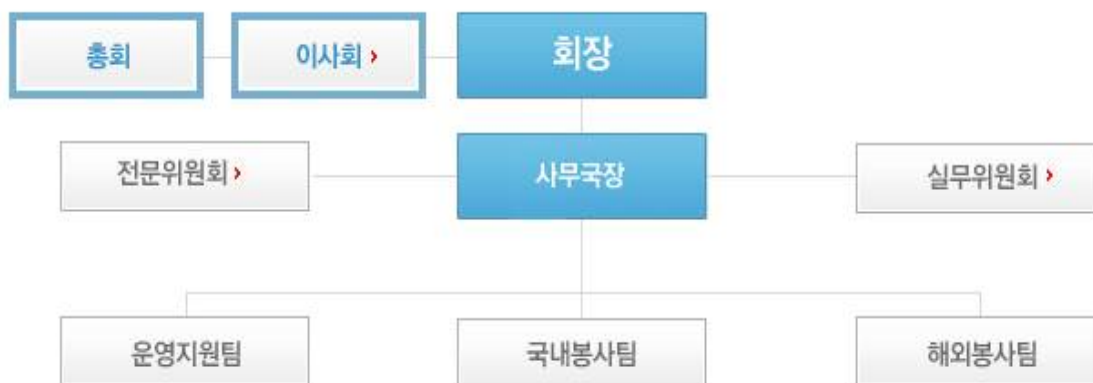 총회
이사회
회장
전문위원회
사무국장
실무위원회
운영지원팀
국내봉사팀
해외봉사팀